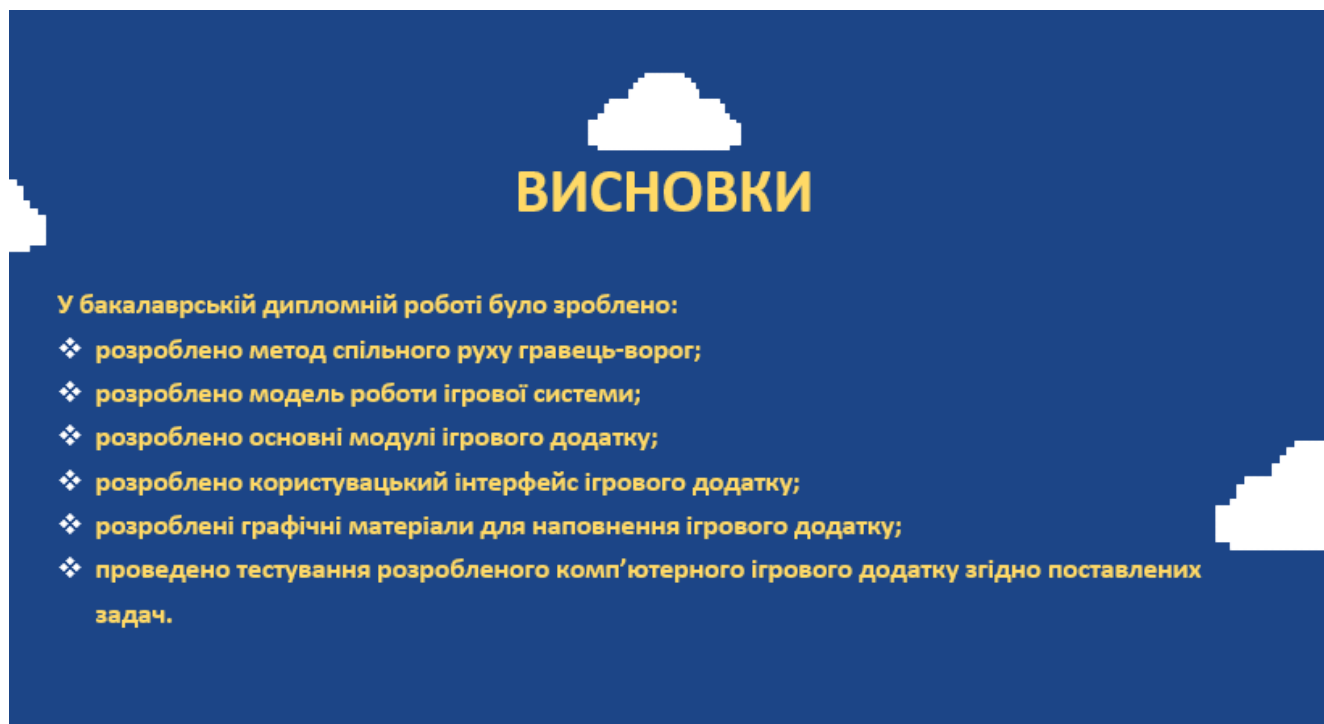 ВИСНОВКИ
У бакалаврській дипломній роботі було зроблено:
❖ розроблено метод спільного руху гравець-ворог;
❖ розроблено модель роботи ігрової системи;
❖ розроблено основні модулі ігрового додатку;
❖ розроблено користувацький інтерфейс ігрового додатку;
❖ розроблені графічні матеріали для наповнення ігрового додатку;
❖ проведено тестування розробленого комп’ютерного ігрового додатку згідно поставлених
задач.